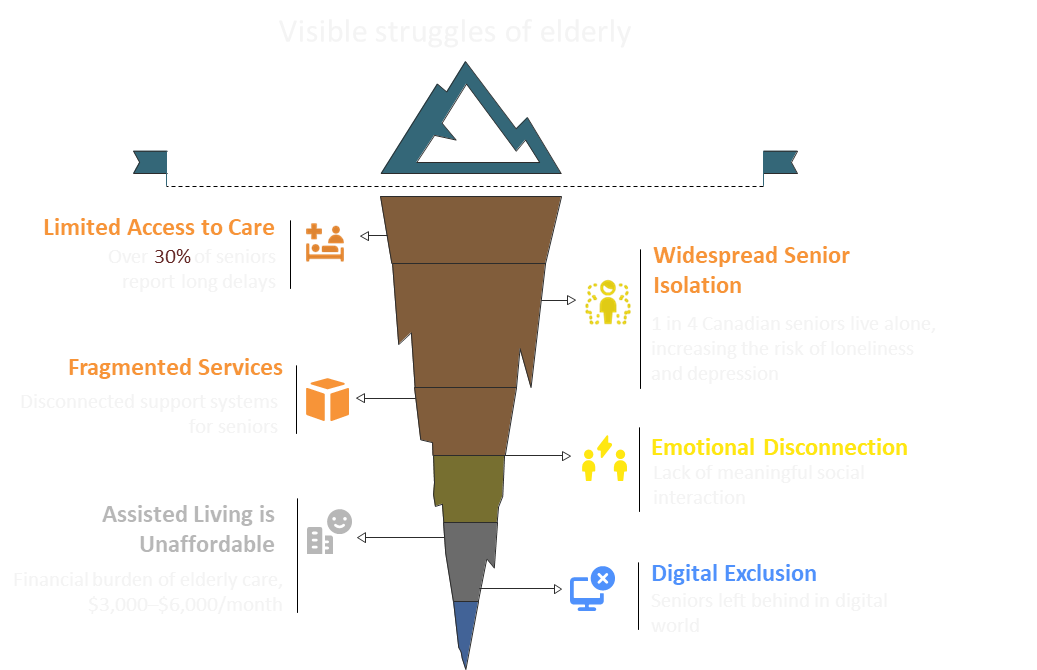 Visible struggles of elderly
Limited Access to Care
Over 30% of seniors
report long delays
Widespread Senior
Isolation
1 in 4 Canadian seniors live alone,
increasing the risk of loneliness
and depression
Fragmented Services
Disconnected support systems
for seniors
Emotional Disconnection
Lack of meaningful social
interaction
Assisted Living is
Unaffordable
Financial burden of elderly care,
$3,000–$6,000/month
Digital Exclusion
Seniors left behind in digital
world